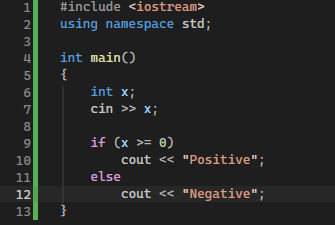 1 #include <iostream>
2 using namespace std;
3
4 int main()
5 {
6 int x;
7 cin >> x;
8
9 if (x >= 0)
10 cout << "Positive";
11 else
12 cout << "Negative";
13 }